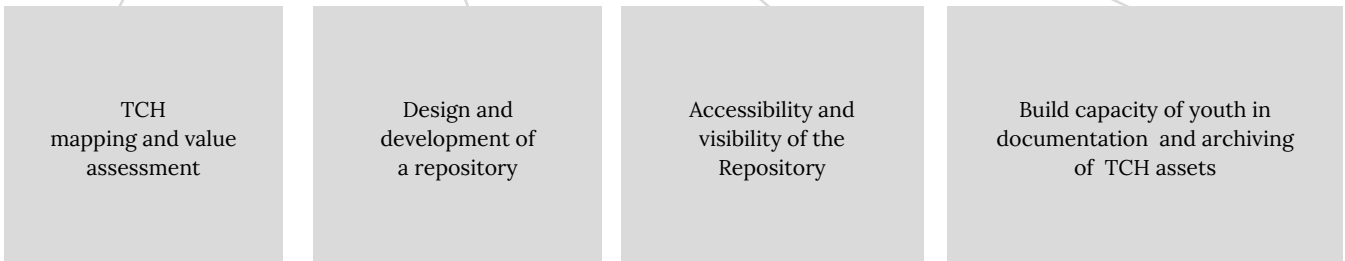 TCH
mapping and value
assessment
Design and
development of
a repository
Accessibility and
visibility of the
Repository
Build capacity of youth in
documentation  and archiving
of  TCH assets